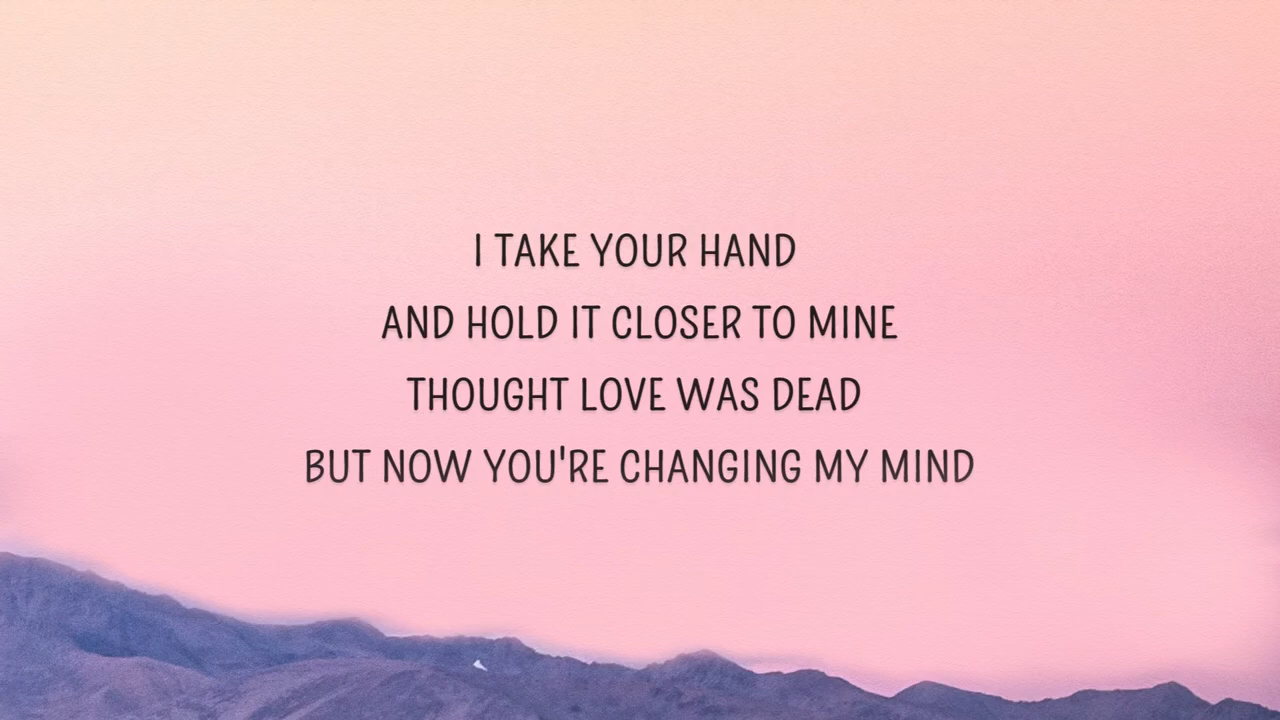 I TAKE YOUR HAND
AND HOLD IT CLOSER TO MINE
THOUGHT LOVE WAS DEAD
BUT NOW YOU'RE CHANGING MY MIND